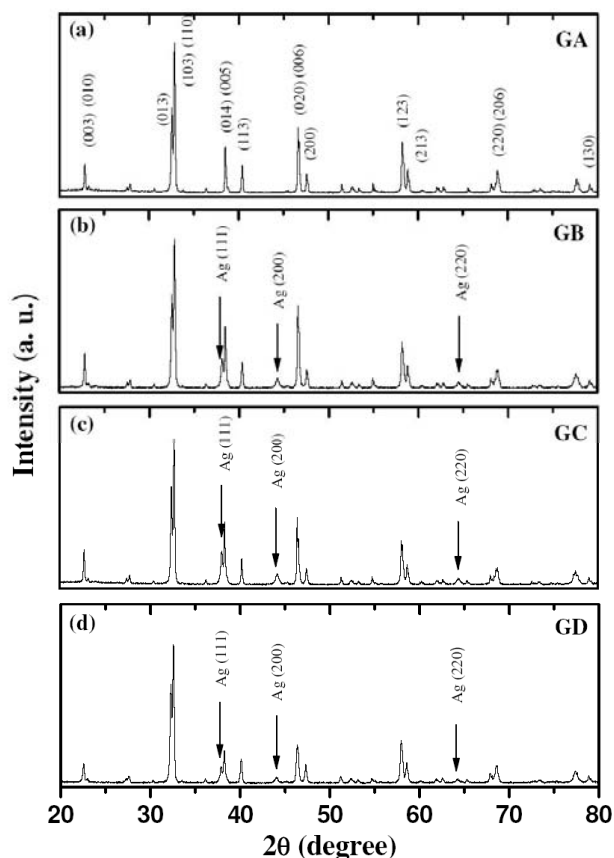 (a)
GA
(003) (010)
(013)
(103) (110)
(014) (005)
(113)
(020) (006)
(200)
(123)
(213)
(220) (206)
(130)
(b)
GB
Ag (111)
Ag (200)
Ag (220)
(c)
GC
Ag (111)
Ag (200)
Ag (220)
(d)
GD
Ag (111)
Ag (200)
Ag (220)
Intensity (a. u.)
20 30 40 50 60 70 80
2θ (degree)